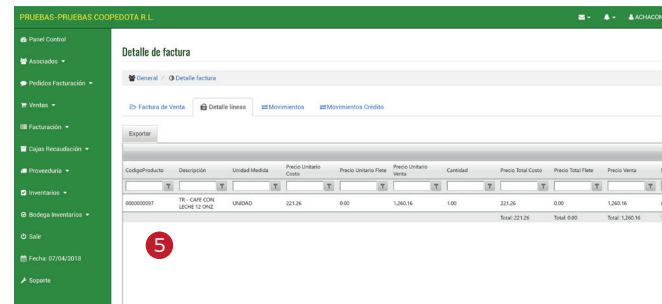 PRUEBAS-PRUEBAS COOPEDOTA R.L.
ACHACON
Panel Control
Asociados
Pedidos Facturación
Ventas
Facturación
Cajas Recaudación
Proveeduría
Inventarios
Bodega Inventarios
Salir
Fecha: 07/04/2018
Soporte
Detalle de factura
General / Detalle factura
Factura de Venta Detalle líneas Movimientos Movimientos Crédito
Exportar
CodigoProducto Descripción Unidad Medida Precio Unitario Costo Precio Unitario Flete Precio Unitario Venta Cantidad Precio Total Costo Precio Total Flete Precio Venta
0000000097 TR - CAFE CON LECHE 12 ONZ UNIDAD 221.26 0.00 1,260.16 1.00 221.26 0.00 1,260.16
Total: 221.26 Total: 0.00 Total: 1,260.16
5